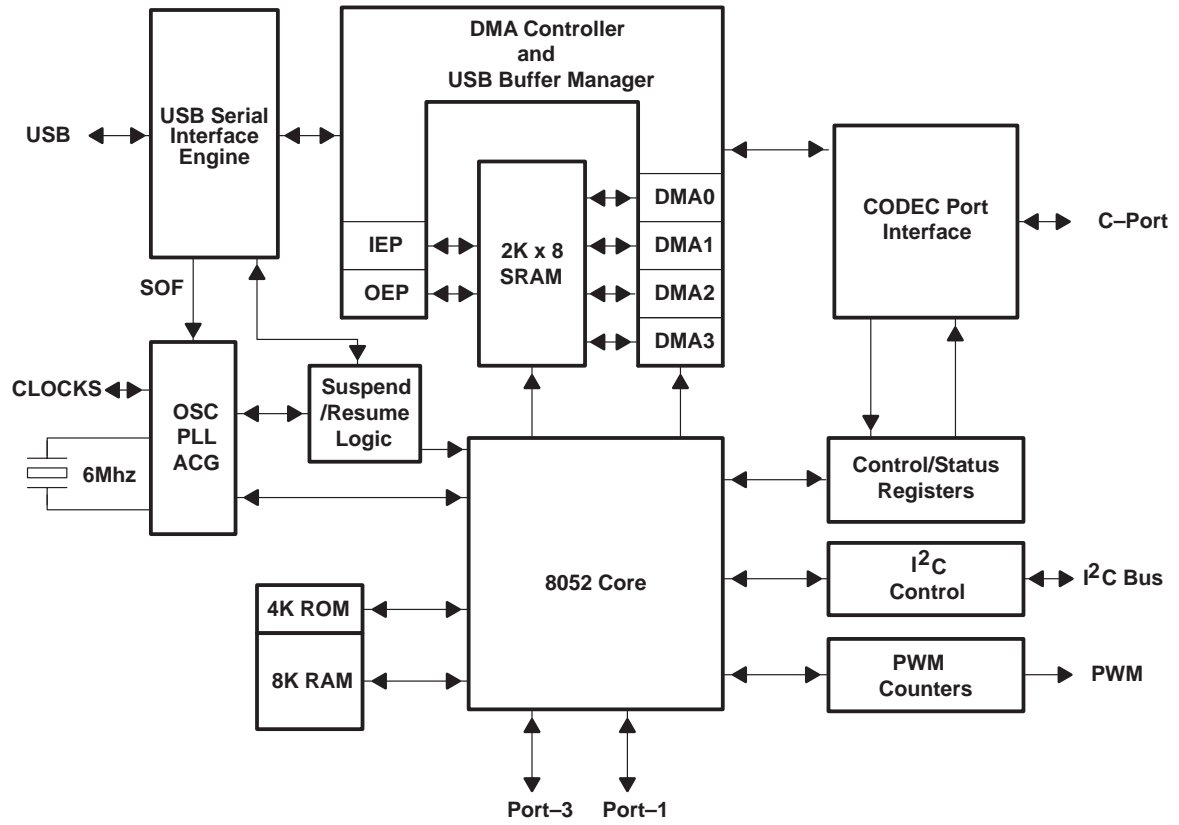 DMA Controller
and
USB Buffer Manager
USB Serial
Interface
Engine
USB
DMA0
DMA1
DMA2
DMA3
IEP
OEP
2K x 8
SRAM
CODEC Port
Interface
C–Port
SOF
CLOCKS
OSC
PLL
ACG
6Mhz
Suspend
/Resume
Logic
Control/Status
Registers
8052 Core
I²C
Control
I²C Bus
4K ROM
8K RAM
PWM
Counters
PWM
Port–3
Port–1